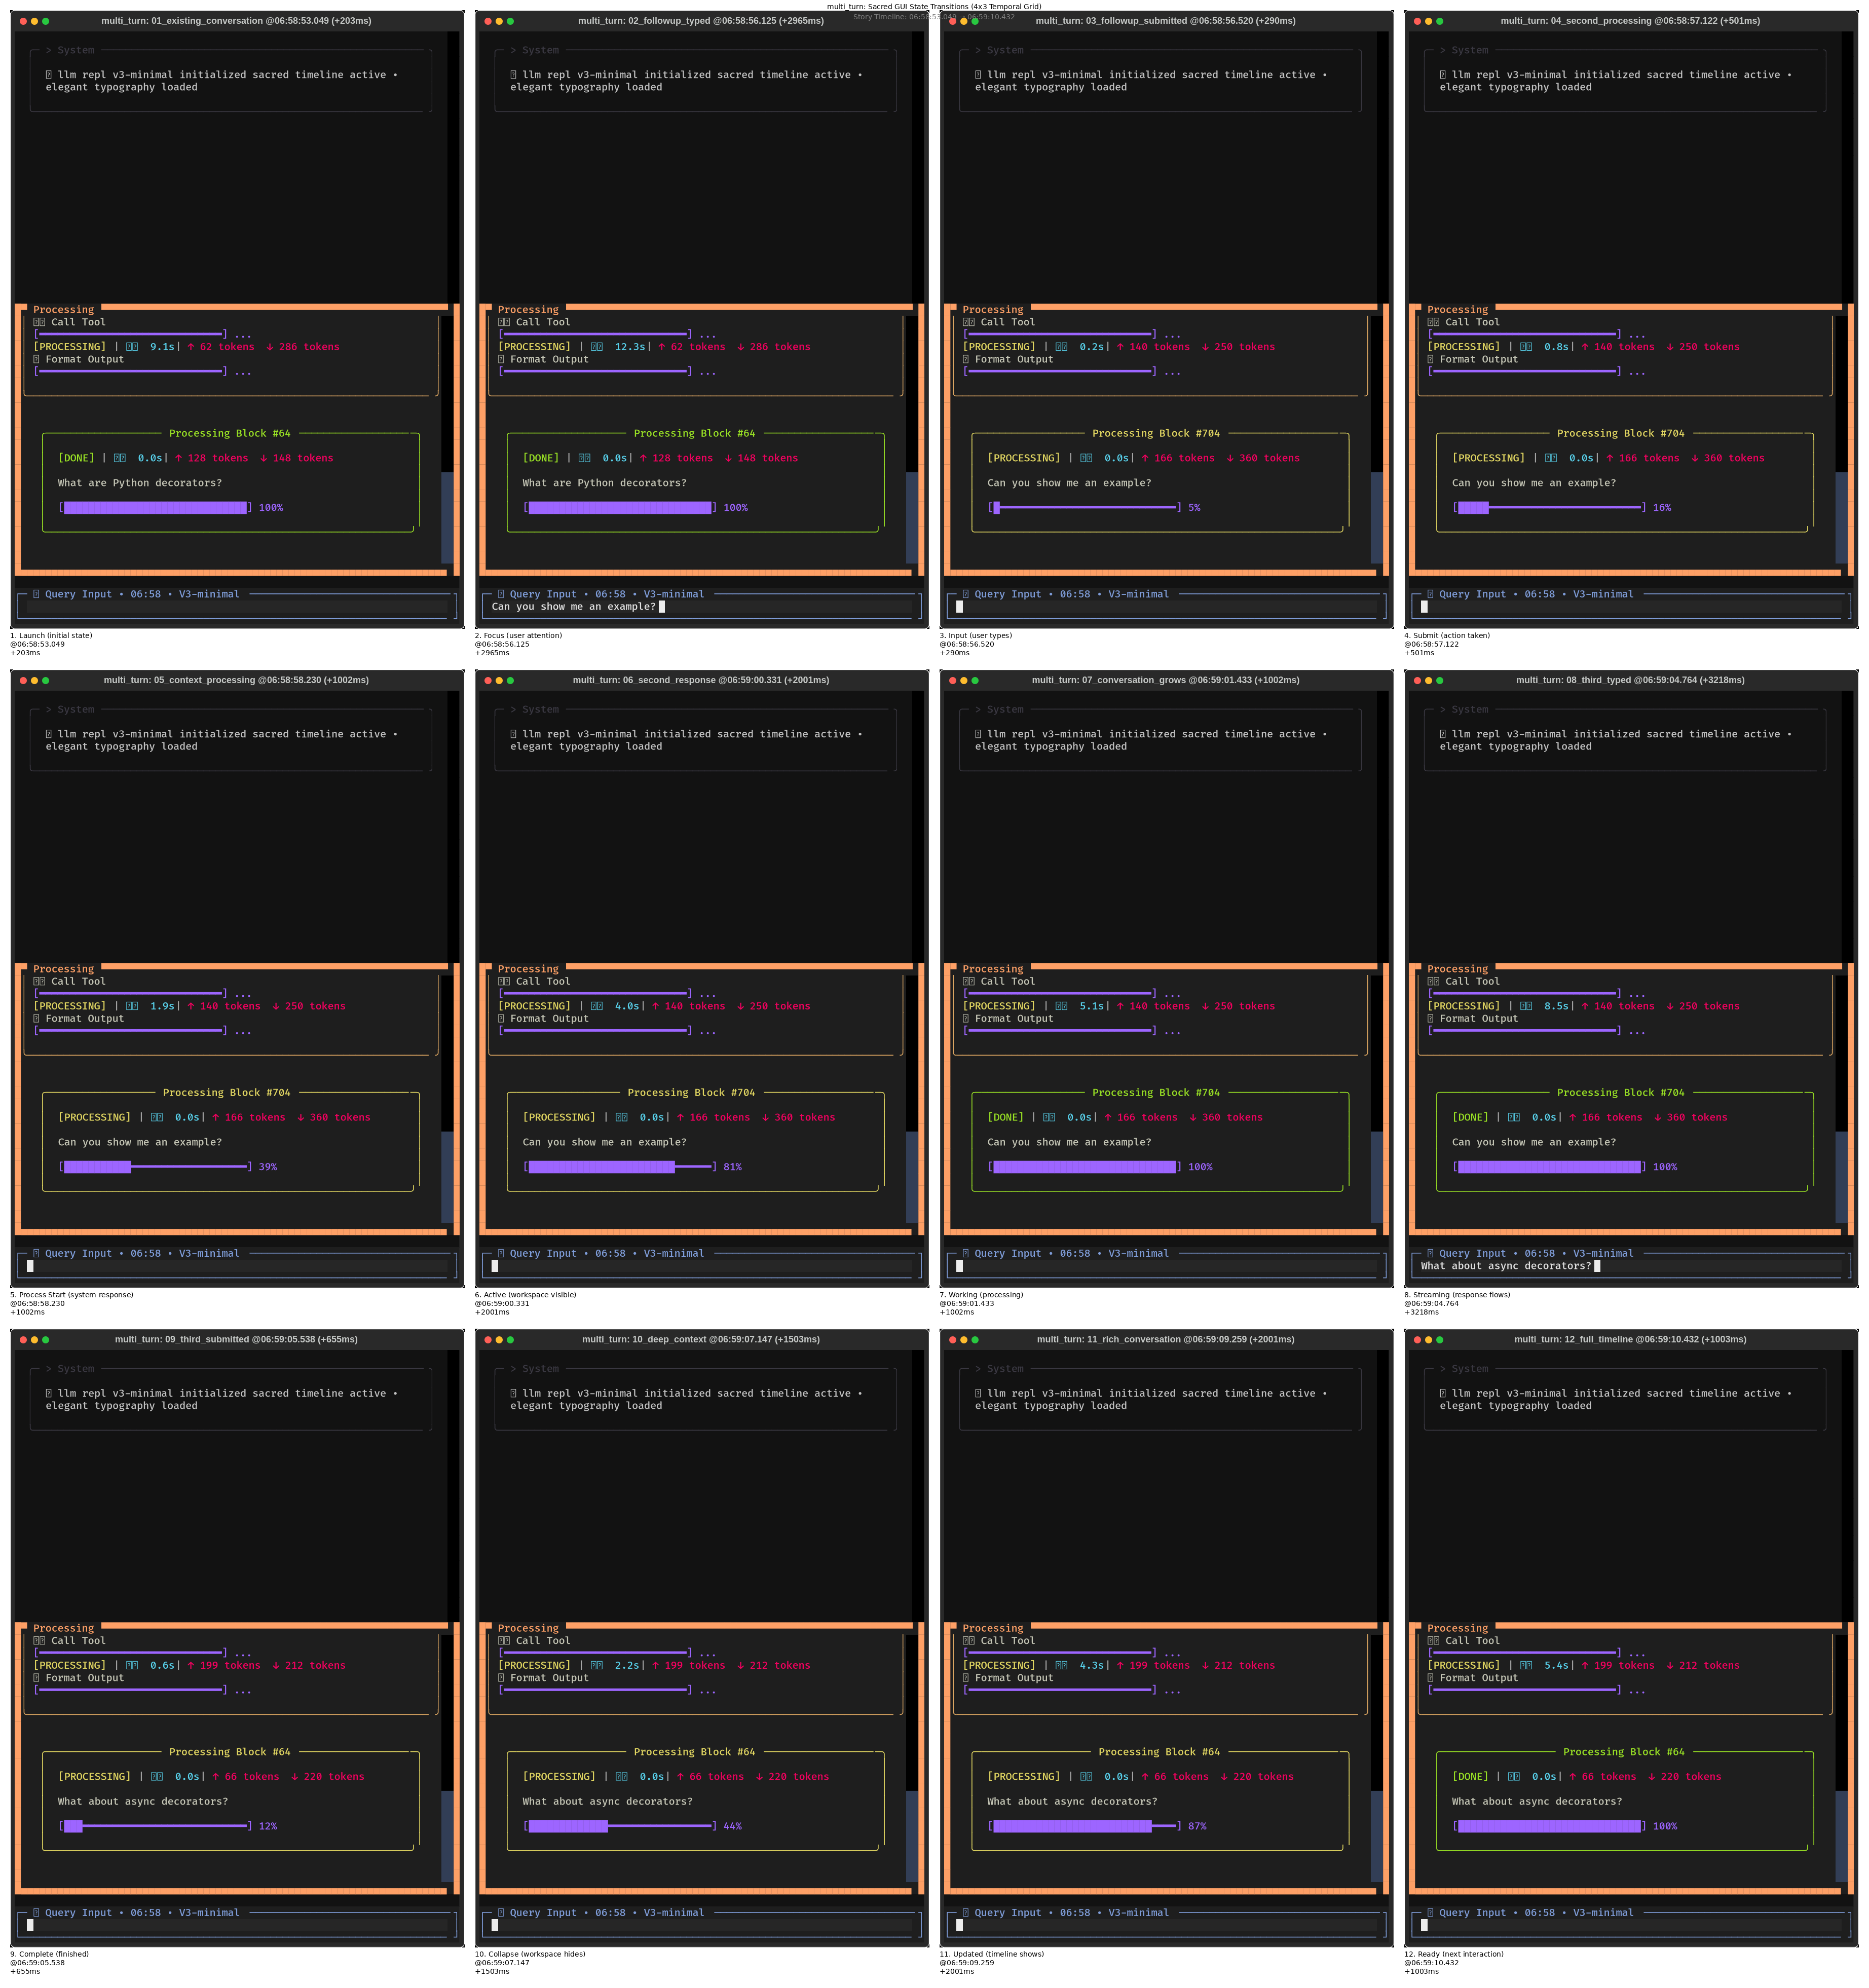 multi_turn: Sacred GUI State Transitions (4x3 Temporal Grid)
Story Timeline: 06:58:53.049 → 06:59:10.432
multi_turn: 01_existing_conversation @06:58:53.049 (+203ms)
> System
llm repl v3-minimal initialized sacred timeline active •
elegant typography loaded
Processing
Call Tool
[━━━━━━━━━━] ...
[PROCESSING] | 9.1s| ↑ 62 tokens ↓ 286 tokens
Format Output
[━━━━━━━━━━] ...
Processing Block #64
[DONE] | 0.0s| ↑ 128 tokens ↓ 148 tokens
What are Python decorators?
[██████████] 100%
Query Input • 06:58 • V3-minimal
1. Launch (initial state)
@06:58:53.049
+203ms
multi_turn: 02_followup_typed @06:58:56.125 (+2965ms)
> System
llm repl v3-minimal initialized sacred timeline active •
elegant typography loaded
Processing
Call Tool
[━━━━━━━━━━] ...
[PROCESSING] | 12.3s| ↑ 62 tokens ↓ 286 tokens
Format Output
[━━━━━━━━━━] ...
Processing Block #64
[DONE] | 0.0s| ↑ 128 tokens ↓ 148 tokens
What are Python decorators?
[██████████] 100%
Query Input • 06:58 • V3-minimal
Can you show me an example?
2. Focus (user attention)
@06:58:56.125
+2965ms
multi_turn: 03_followup_submitted @06:58:56.520 (+290ms)
> System
llm repl v3-minimal initialized sacred timeline active •
elegant typography loaded
Processing
Call Tool
[━━━━━━━━━━] ...
[PROCESSING] | 0.2s| ↑ 140 tokens ↓ 250 tokens
Format Output
[━━━━━━━━━━] ...
Processing Block #704
[PROCESSING] | 0.0s| ↑ 166 tokens ↓ 360 tokens
Can you show me an example?
[█━━━━━━━━━] 5%
Query Input • 06:58 • V3-minimal
3. Input (user types)
@06:58:56.520
+290ms
multi_turn: 04_second_processing @06:58:57.122 (+501ms)
> System
llm repl v3-minimal initialized sacred timeline active •
elegant typography loaded
Processing
Call Tool
[━━━━━━━━━━] ...
[PROCESSING] | 0.8s| ↑ 140 tokens ↓ 250 tokens
Format Output
[━━━━━━━━━━] ...
Processing Block #704
[PROCESSING] | 0.0s| ↑ 166 tokens ↓ 360 tokens
Can you show me an example?
[██━━━━━━━━] 16%
Query Input • 06:58 • V3-minimal
4. Submit (action taken)
@06:58:57.122
+501ms
multi_turn: 05_context_processing @06:58:58.230 (+1002ms)
> System
llm repl v3-minimal initialized sacred timeline active •
elegant typography loaded
Processing
Call Tool
[━━━━━━━━━━] ...
[PROCESSING] | 1.9s| ↑ 140 tokens ↓ 250 tokens
Format Output
[━━━━━━━━━━] ...
Processing Block #704
[PROCESSING] | 0.0s| ↑ 166 tokens ↓ 360 tokens
Can you show me an example?
[████━━━━━━] 39%
Query Input • 06:58 • V3-minimal
5. Process Start (system response)
@06:58:58.230
+1002ms
multi_turn: 06_second_response @06:59:00.331 (+2001ms)
> System
llm repl v3-minimal initialized sacred timeline active •
elegant typography loaded
Processing
Call Tool
[━━━━━━━━━━] ...
[PROCESSING] | 4.0s| ↑ 140 tokens ↓ 250 tokens
Format Output
[━━━━━━━━━━] ...
Processing Block #704
[PROCESSING] | 0.0s| ↑ 166 tokens ↓ 360 tokens
Can you show me an example?
[████████━━] 81%
Query Input • 06:58 • V3-minimal
6. Active (workspace visible)
@06:59:00.331
+2001ms
multi_turn: 07_conversation_grows @06:59:01.433 (+1002ms)
> System
llm repl v3-minimal initialized sacred timeline active •
elegant typography loaded
Processing
Call Tool
[━━━━━━━━━━] ...
[PROCESSING] | 5.1s| ↑ 140 tokens ↓ 250 tokens
Format Output
[━━━━━━━━━━] ...
Processing Block #704
[DONE] | 0.0s| ↑ 166 tokens ↓ 360 tokens
Can you show me an example?
[██████████] 100%
Query Input • 06:58 • V3-minimal
7. Working (processing)
@06:59:01.433
+1002ms
multi_turn: 08_third_typed @06:59:04.764 (+3218ms)
> System
llm repl v3-minimal initialized sacred timeline active •
elegant typography loaded
Processing
Call Tool
[━━━━━━━━━━] ...
[PROCESSING] | 8.5s| ↑ 140 tokens ↓ 250 tokens
Format Output
[━━━━━━━━━━] ...
Processing Block #704
[DONE] | 0.0s| ↑ 166 tokens ↓ 360 tokens
Can you show me an example?
[██████████] 100%
Query Input • 06:58 • V3-minimal
What about async decorators?
8. Streaming (response flows)
@06:59:04.764
+3218ms
multi_turn: 09_third_submitted @06:59:05.538 (+655ms)
> System
llm repl v3-minimal initialized sacred timeline active •
elegant typography loaded
Processing
Call Tool
[━━━━━━━━━━] ...
[PROCESSING] | 0.6s| ↑ 199 tokens ↓ 212 tokens
Format Output
[━━━━━━━━━━] ...
Processing Block #64
[PROCESSING] | 0.0s| ↑ 66 tokens ↓ 220 tokens
What about async decorators?
[█━━━━━━━━━] 12%
Query Input • 06:58 • V3-minimal
9. Complete (finished)
@06:59:05.538
+655ms
multi_turn: 10_deep_context @06:59:07.147 (+1503ms)
> System
llm repl v3-minimal initialized sacred timeline active •
elegant typography loaded
Processing
Call Tool
[━━━━━━━━━━] ...
[PROCESSING] | 2.2s| ↑ 199 tokens ↓ 212 tokens
Format Output
[━━━━━━━━━━] ...
Processing Block #64
[PROCESSING] | 0.0s| ↑ 66 tokens ↓ 220 tokens
What about async decorators?
[████━━━━━━] 44%
Query Input • 06:58 • V3-minimal
10. Collapse (workspace hides)
@06:59:07.147
+1503ms
multi_turn: 11_rich_conversation @06:59:09.259 (+2001ms)
> System
llm repl v3-minimal initialized sacred timeline active •
elegant typography loaded
Processing
Call Tool
[━━━━━━━━━━] ...
[PROCESSING] | 4.3s| ↑ 199 tokens ↓ 212 tokens
Format Output
[━━━━━━━━━━] ...
Processing Block #64
[PROCESSING] | 0.0s| ↑ 66 tokens ↓ 220 tokens
What about async decorators?
[█████████━] 87%
Query Input • 06:58 • V3-minimal
11. Updated (timeline shows)
@06:59:09.259
+2001ms
multi_turn: 12_full_timeline @06:59:10.432 (+1003ms)
> System
llm repl v3-minimal initialized sacred timeline active •
elegant typography loaded
Processing
Call Tool
[━━━━━━━━━━] ...
[PROCESSING] | 5.4s| ↑ 199 tokens ↓ 212 tokens
Format Output
[━━━━━━━━━━] ...
Processing Block #64
[DONE] | 0.0s| ↑ 66 tokens ↓ 220 tokens
What about async decorators?
[██████████] 100%
Query Input • 06:58 • V3-minimal
12. Ready (next interaction)
@06:59:10.432
+1003ms